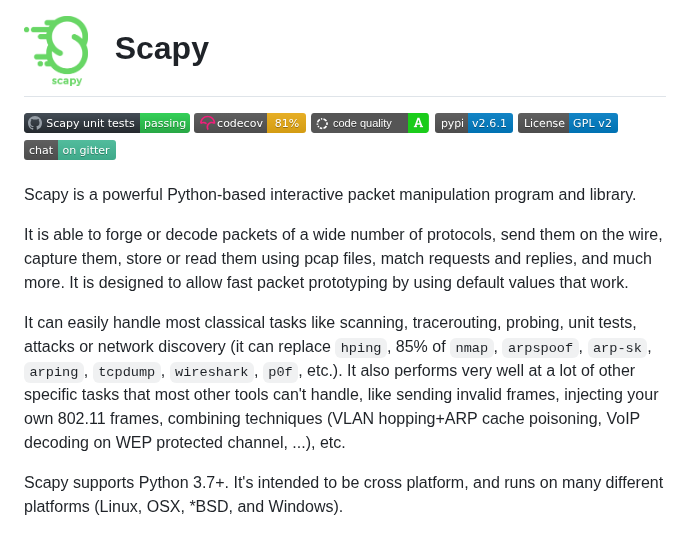 scapy
Scapy
Scapy unit tests passing codecov 81% code quality A pypi v2.6.1 License GPL v2
chat on gitter
Scapy is a powerful Python-based interactive packet manipulation program and library.
It is able to forge or decode packets of a wide number of protocols, send them on the wire,
capture them, store or read them using pcap files, match requests and replies, and much
more. It is designed to allow fast packet prototyping by using default values that work.
It can easily handle most classical tasks like scanning, tracerouting, probing, unit tests,
attacks or network discovery (it can replace hping, 85% of nmap, arpspoof, arp-sk,
arping, tcpdump, wireshark, p0f, etc.). It also performs very well at a lot of other
specific tasks that most other tools can't handle, like sending invalid frames, injecting your
own 802.11 frames, combining techniques (VLAN hopping+ARP cache poisoning, VoIP
decoding on WEP protected channel, ...), etc.
Scapy supports Python 3.7+. It's intended to be cross platform, and runs on many different
platforms (Linux, OSX, *BSD, and Windows).